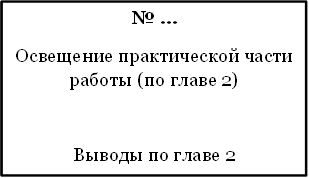 № ...
Освещение практической части
работы (по главе 2)
Выводы по главе 2